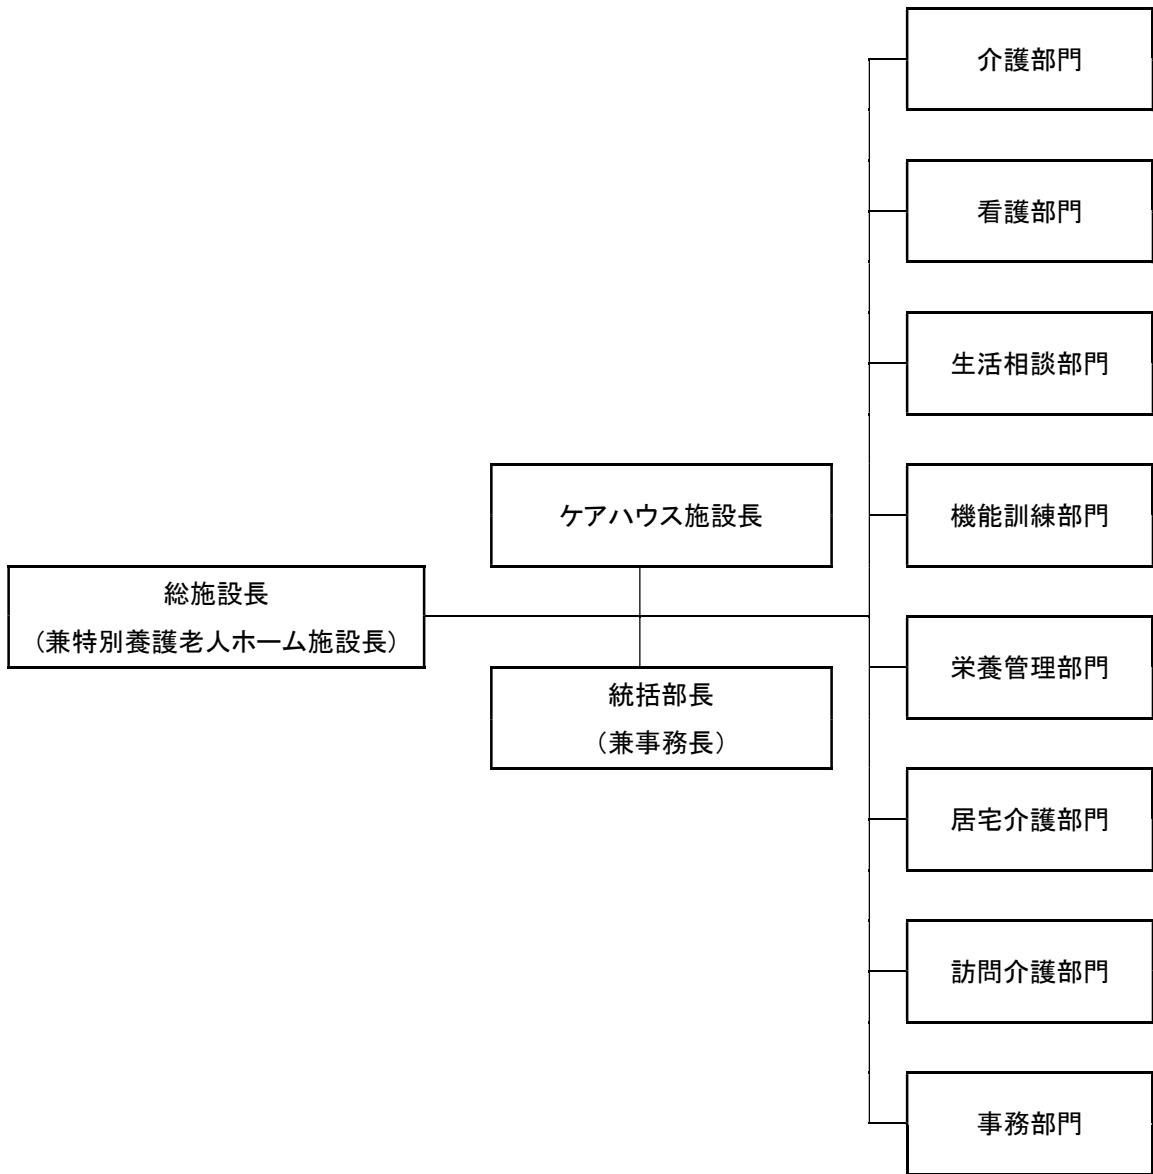 介護部門
看護部門
生活相談部門
ケアハウス施設長
機能訓練部門
総施設長
（兼特別養護老人ホーム施設長）
統括部長
（兼事務長）
栄養管理部門
居宅介護部門
訪問介護部門
事務部門